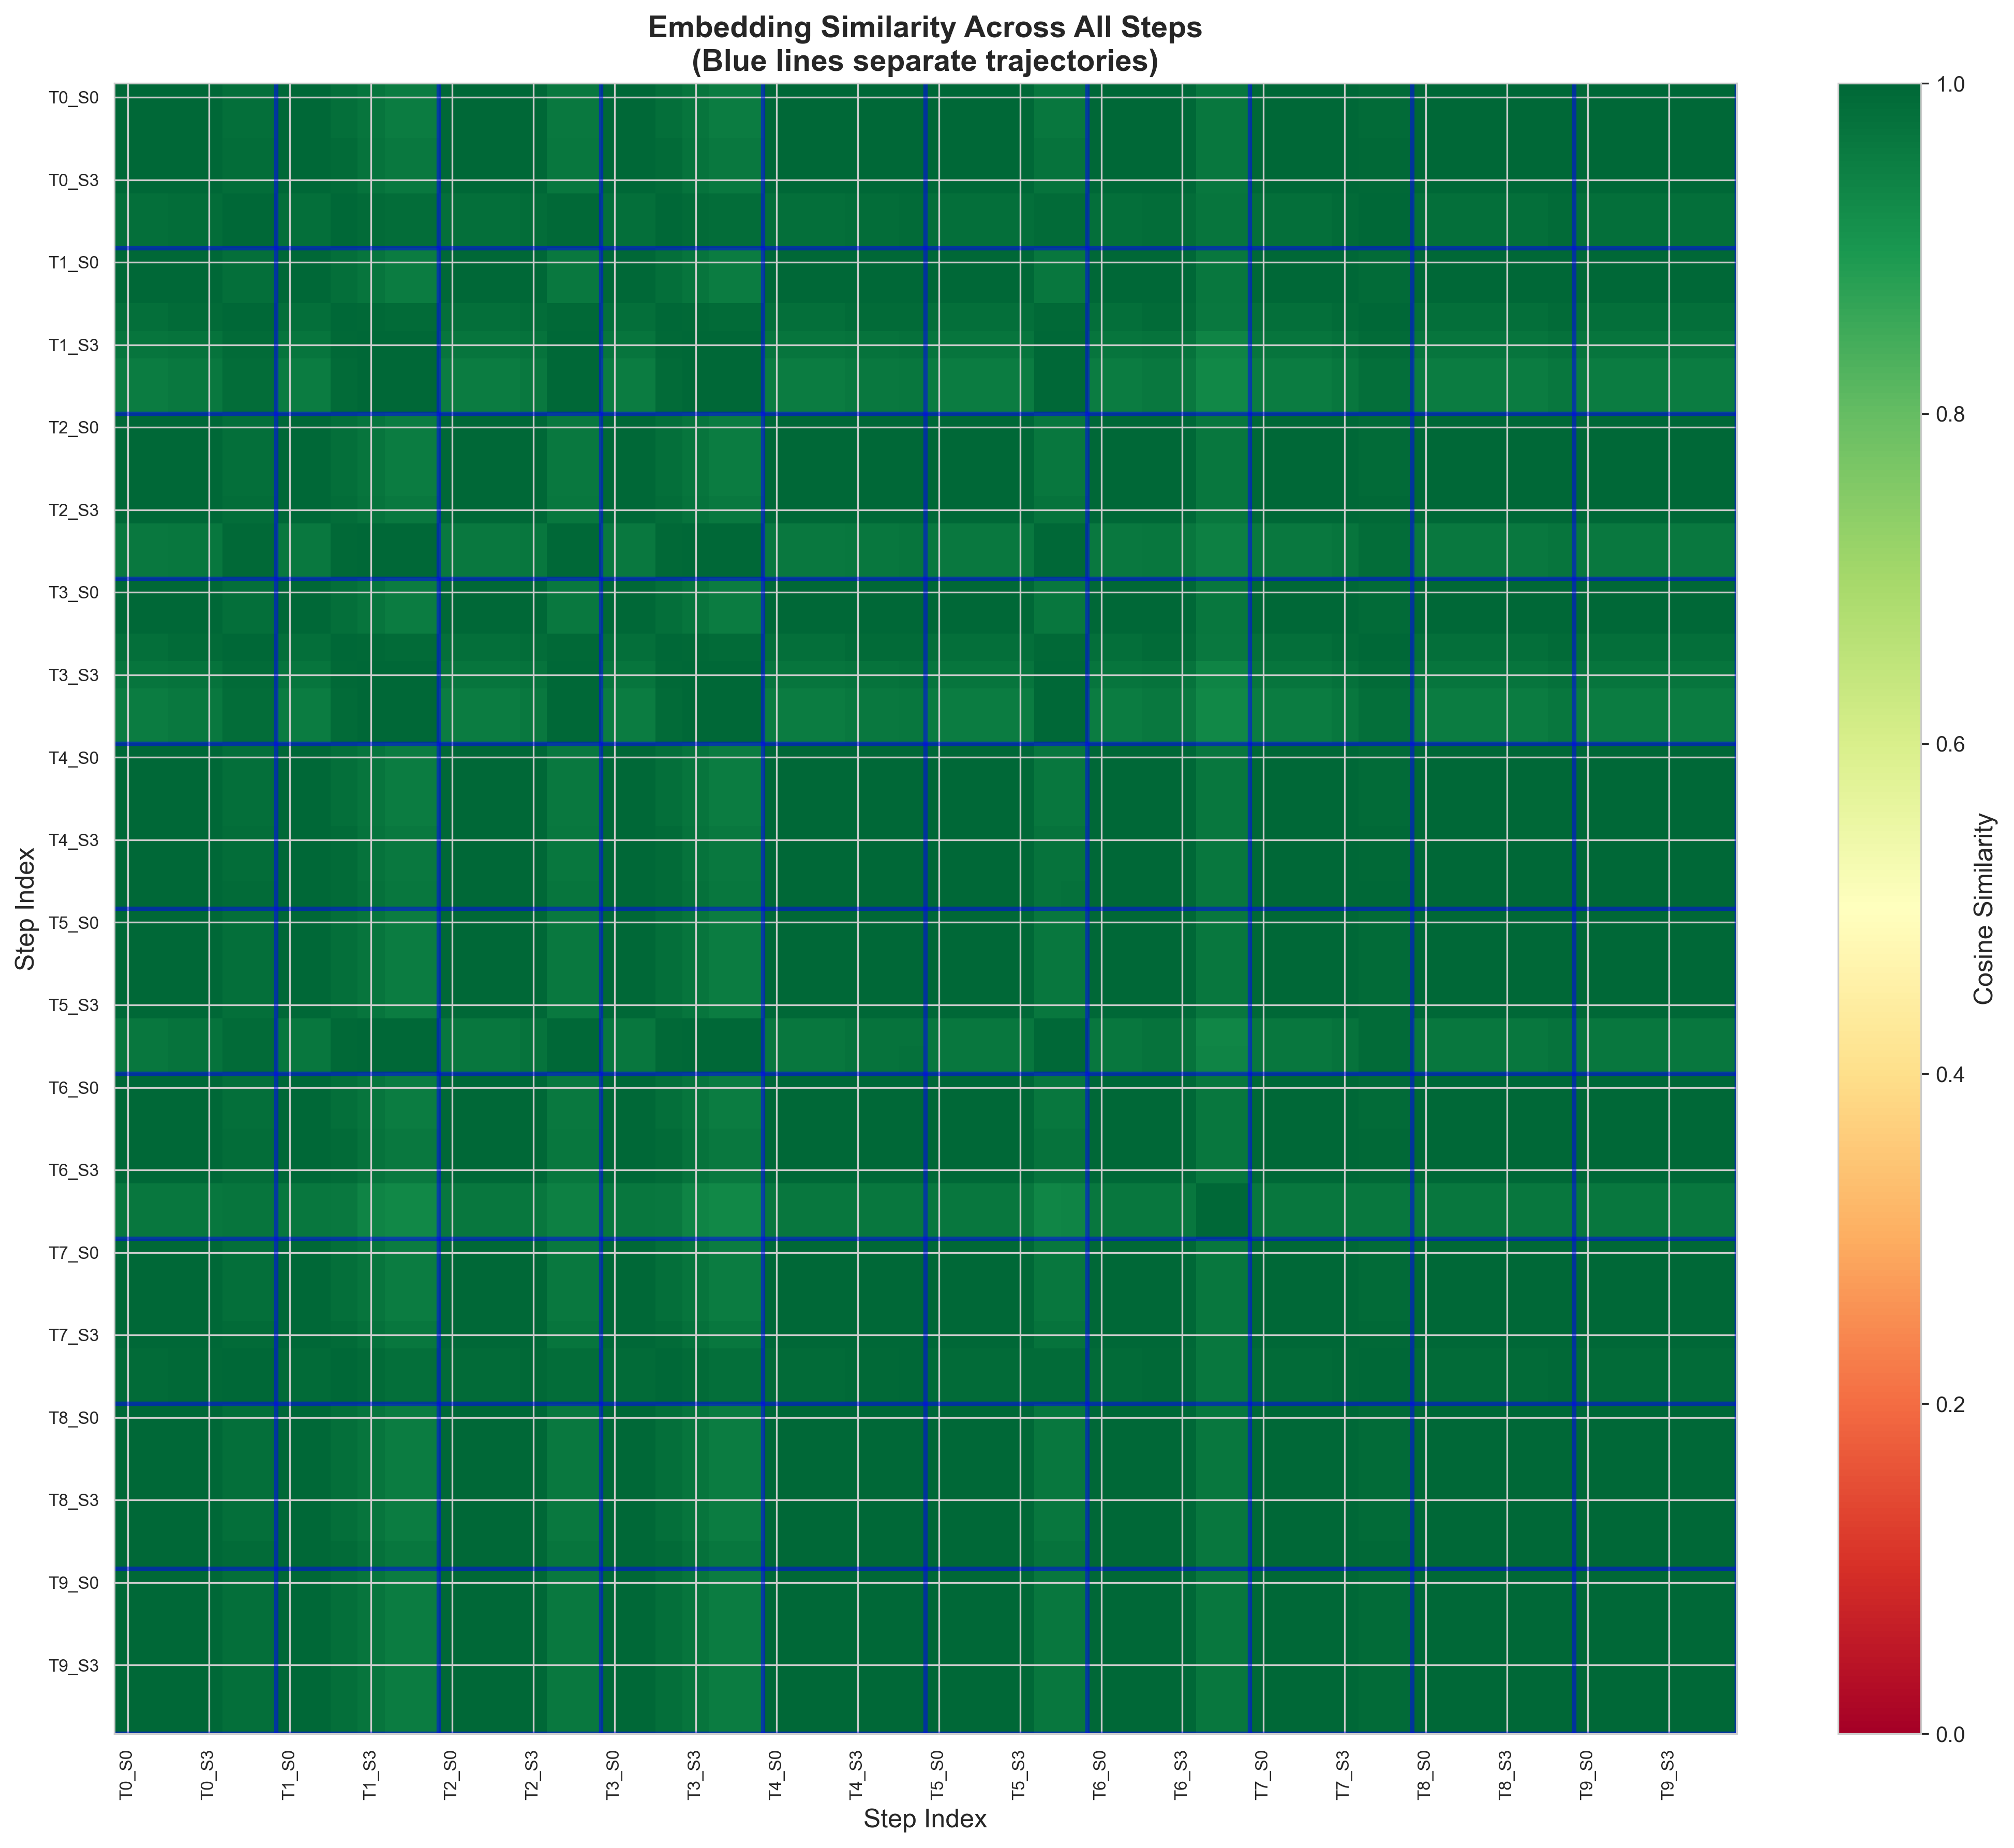 Embedding Similarity Across All Steps
(Blue lines separate trajectories)
T0_S0
T0_S3
T1_S0
T1_S3
T2_S0
T2_S3
T3_S0
T3_S3
T4_S0
T4_S3
T5_S0
T5_S3
T6_S0
T6_S3
T7_S0
T7_S3
T8_S0
T8_S3
T9_S0
T9_S3
Step Index
T0_S0
T0_S3
T1_S0
T1_S3
T2_S0
T2_S3
T3_S0
T3_S3
T4_S0
T4_S3
T5_S0
T5_S3
T6_S0
T6_S3
T7_S0
T7_S3
T8_S0
T8_S3
T9_S0
T9_S3
Step Index
1.0
0.8
0.6
0.4
0.2
0.0
Cosine Similarity